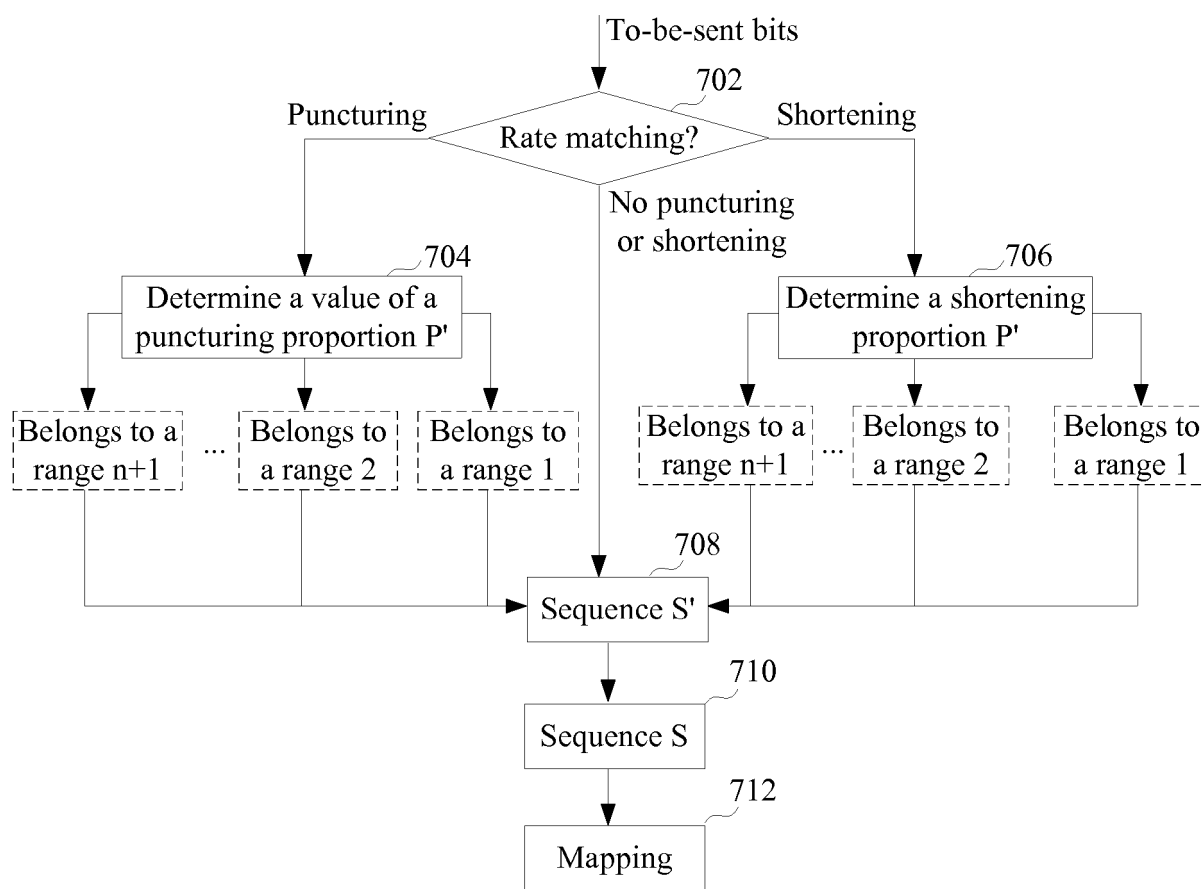 To-be-sent bits
702
Puncturing
Rate matching?
Shortening
No puncturing
or shortening
704
Determine a value of a
puncturing proportion P'
706
Determine a shortening
proportion P'
Belongs to a
range n+1
...
Belongs to
a range 2
Belongs to
a range 1
Belongs to a
range n+1
...
Belongs to
a range 2
Belongs to
a range 1
708
Sequence S'
710
Sequence S
712
Mapping